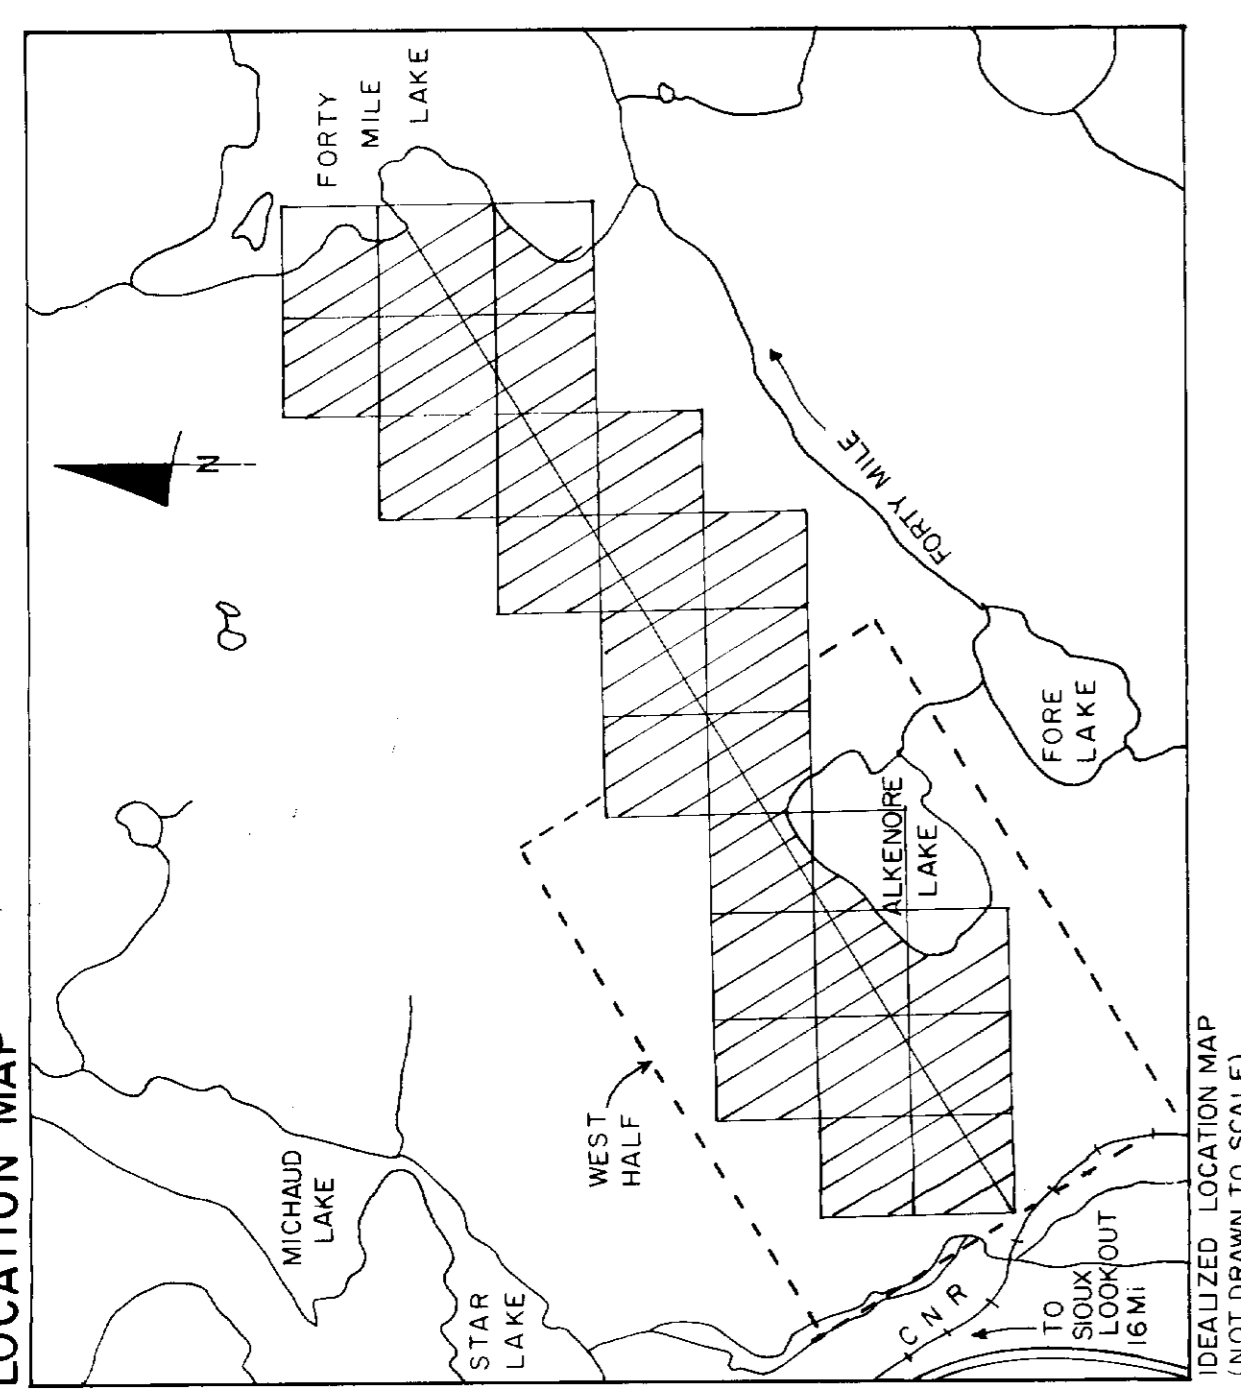 LOCATION MAP
FORTY
MILE
LAKE
N
FORTY MILE
MICHAUD
LAKE
WEST
HALF
STAR
LAKE
ALKENORE
LAKE
FORE
LAKE
CNR
TO
SIOUX
LOOKOUT
16 Mi
IDEALIZED LOCATION MAP
(NOT DRAWN TO SCALE)